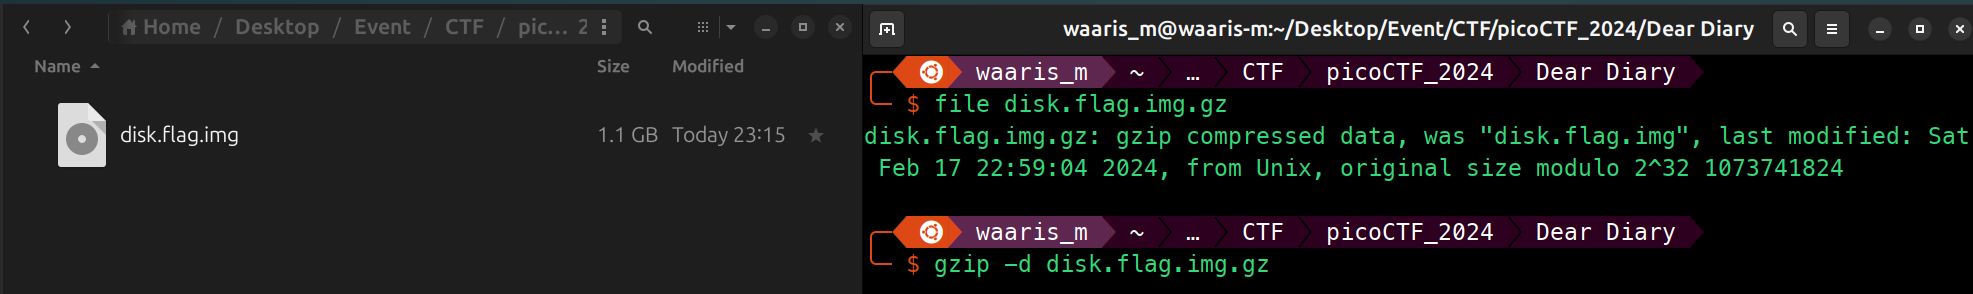 Home / Desktop / Event / CTF / pic… 2
Name Size Modified
disk.flag.img 1.1 GB Today 23:15
waaris_m@waaris-m:~/Desktop/Event/CTF/picoCTF_2024/Dear Diary
waaris_m ~ … CTF picoCTF_2024 Dear Diary
$ file disk.flag.img.gz
disk.flag.img.gz: gzip compressed data, was "disk.flag.img", last modified: Sat
Feb 17 22:59:04 2024, from Unix, original size modulo 2^32 1073741824
waaris_m ~ … CTF picoCTF_2024 Dear Diary
$ gzip -d disk.flag.img.gz